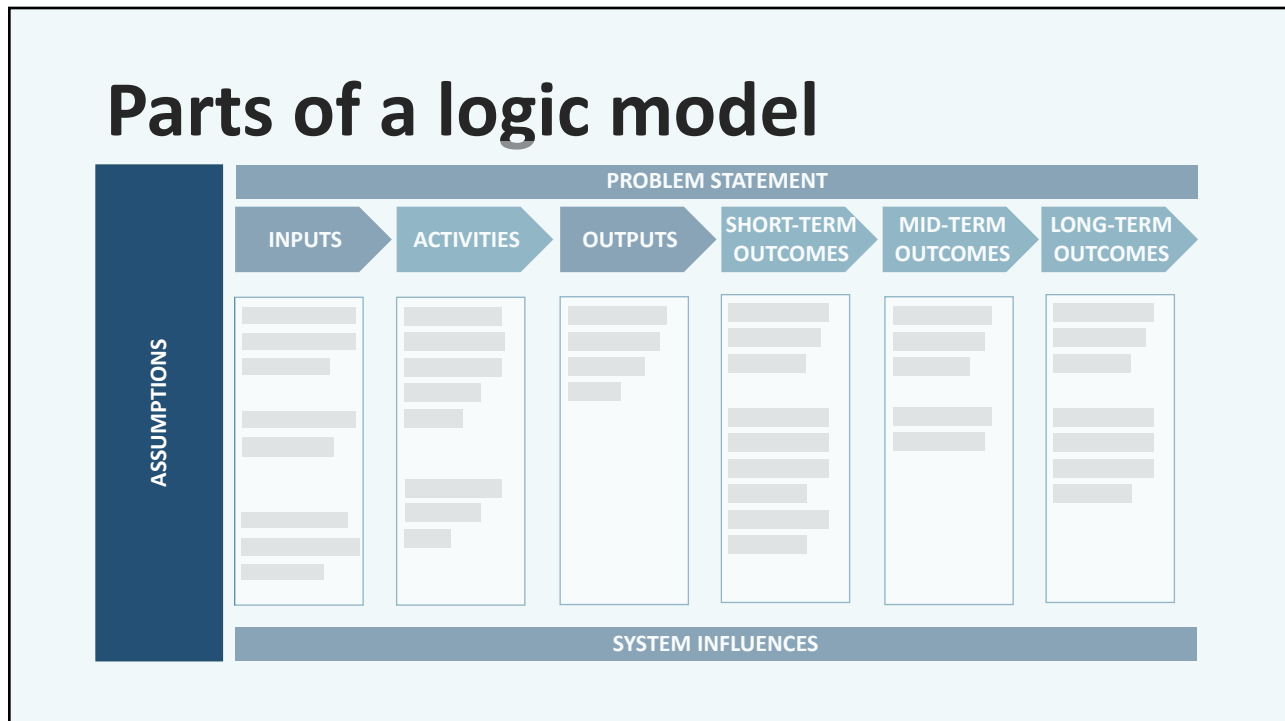 Parts of a logic model
PROBLEM STATEMENT
INPUTS
ACTIVITIES
OUTPUTS
SHORT-TERM
OUTCOMES
MID-TERM
OUTCOMES
LONG-TERM
OUTCOMES
ASSUMPTIONS
SYSTEM INFLUENCES